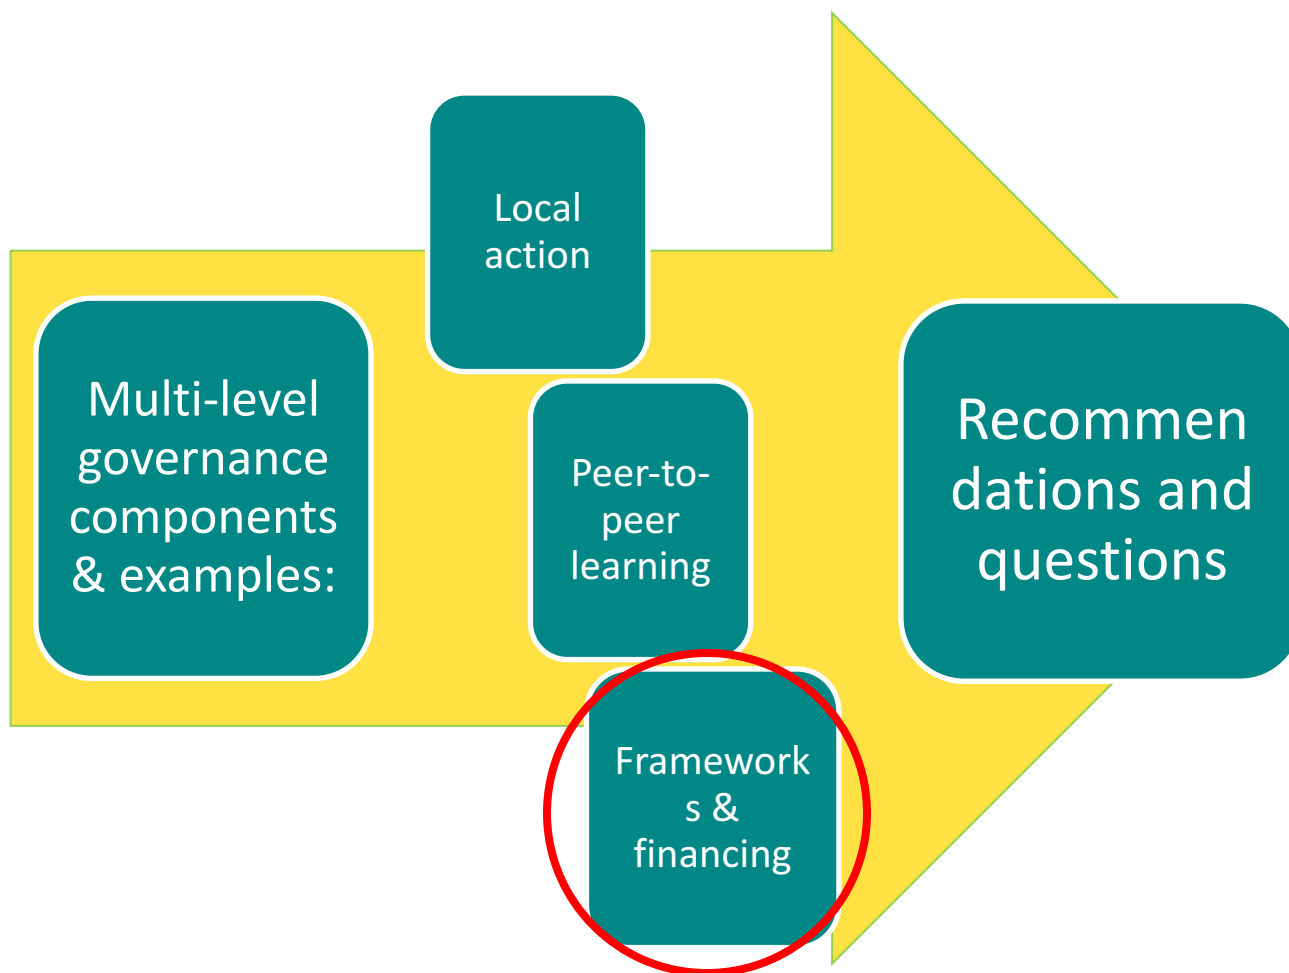 Multi-level
governance
components
& examples:
Local
action
Peer-to-
peer
learning
Framework
s &
financing
Recommen
dations and
questions